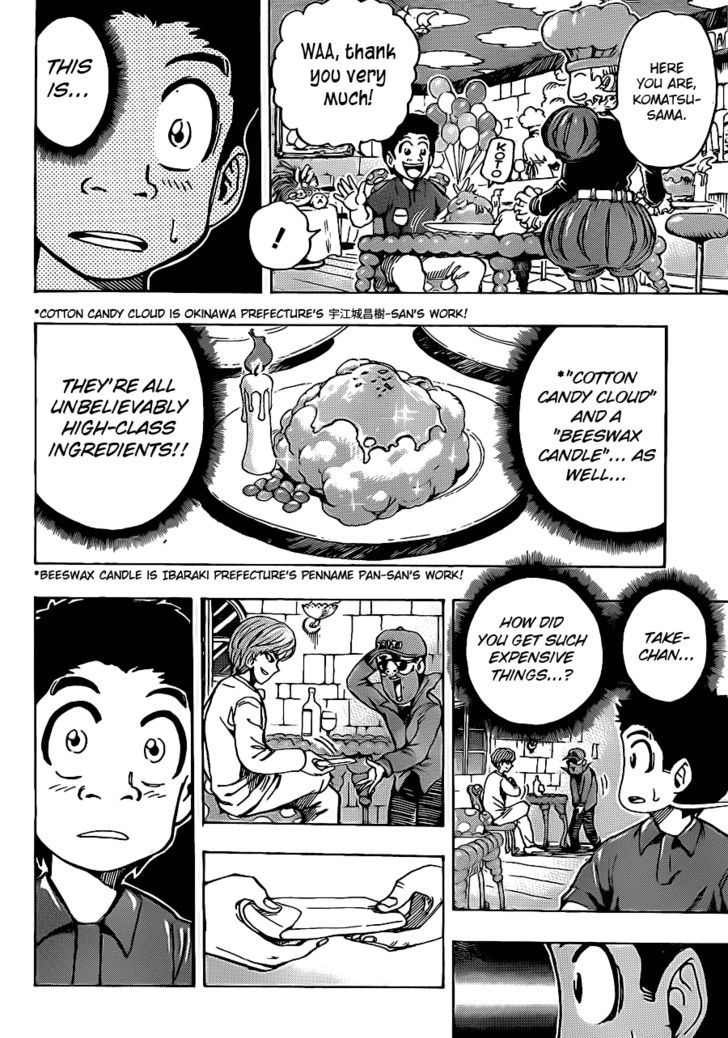 HERE
YOU ARE,
KOMATSU-
SAMA.
WAA, thank
you very
much!
KOTO
!
THIS
IS...
*COTTON CANDY CLOUD IS OKINAWA PREFECTURE'S 宇江城昌樹-SAN'S WORK!
*"COTTON
CANDY CLOUD"
AND A
"BEESWAX
CANDLE"... AS
WELL...
THEY'RE ALL
UNBELIEVABLY
HIGH-CLASS
INGREDIENTS!!
*BEESWAX CANDLE IS IBARAKI PREFECTURE'S PENNAME PAN-SAN'S WORK!
TAKE-
CHAN...
HOW DID
YOU GET SUCH
EXPENSIVE
THINGS...?